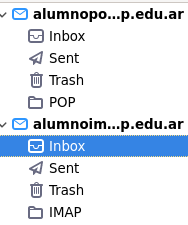 alumnopo...p.edu.ar
Inbox
Sent
Trash
POP
alumnoim...p.edu.ar
Inbox
Sent
Trash
IMAP